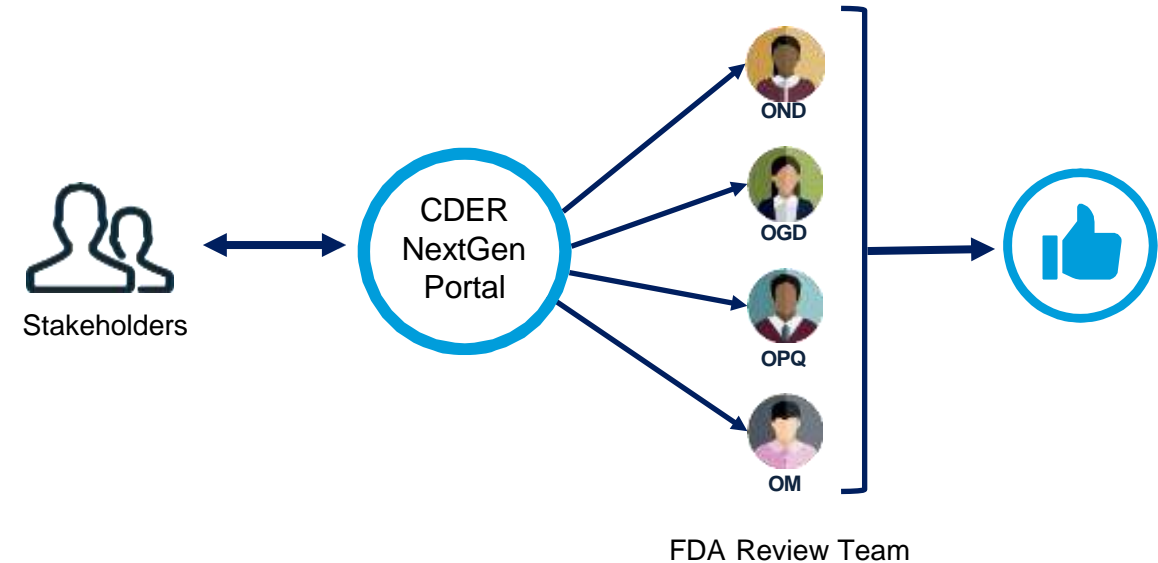 Stakeholders
CDER
NextGen
Portal
OND
OGD
OPQ
OM
FDA Review Team